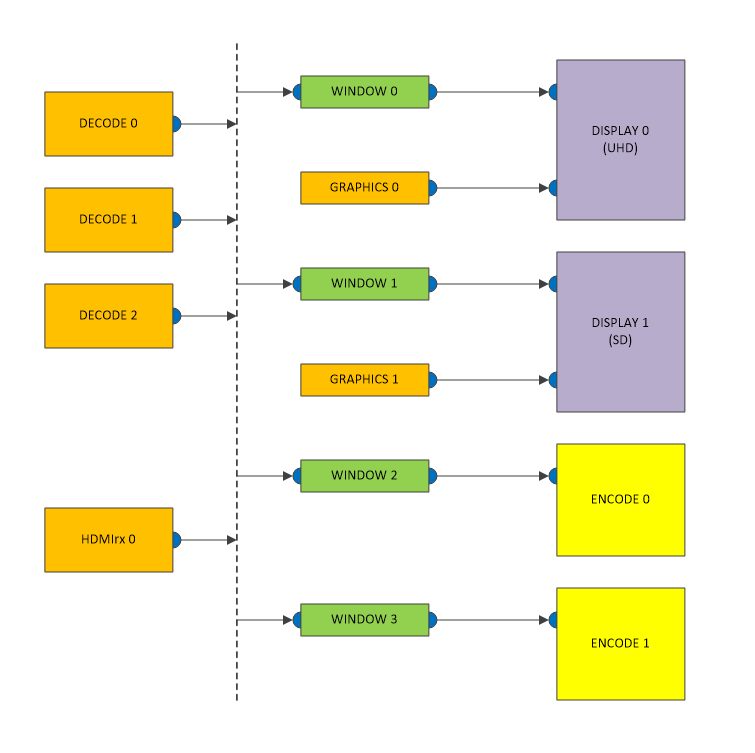 WINDOW 0
DECODE 0
DISPLAY 0
(UHD)
GRAPHICS 0
DECODE 1
WINDOW 1
DECODE 2
DISPLAY 1
(SD)
GRAPHICS 1
WINDOW 2
ENCODE 0
HDMIrx 0
WINDOW 3
ENCODE 1